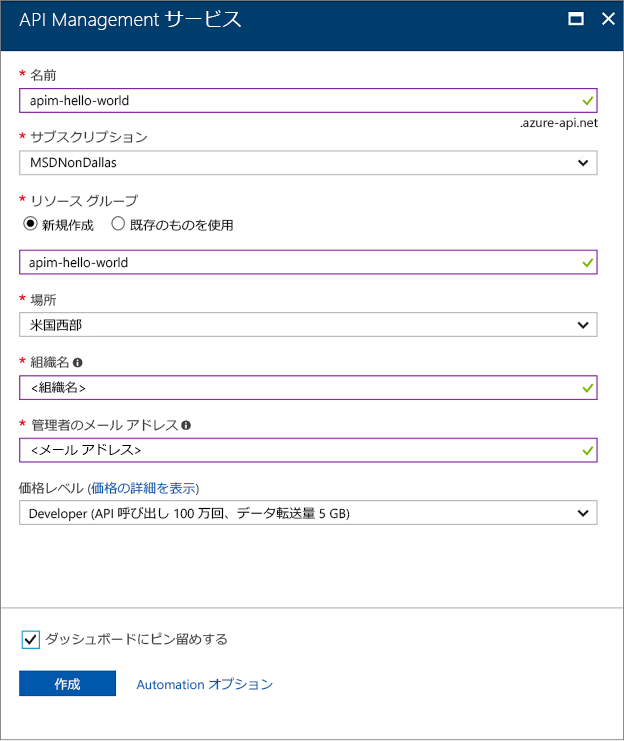 API Management サービス
* 名前
apim-hello-world
.azure-api.net
* サブスクリプション
MSDNonDallas
* リソース グループ
新規作成 既存のものを使用
apim-hello-world
* 場所
米国西部
* 組織名
<組織名>
* 管理者のメール アドレス
<メール アドレス>
価格レベル (価格の詳細を表示)
Developer (API 呼び出し 100 万回、データ転送量 5 GB)
ダッシュボードにピン留めする
作成 Automation オプション